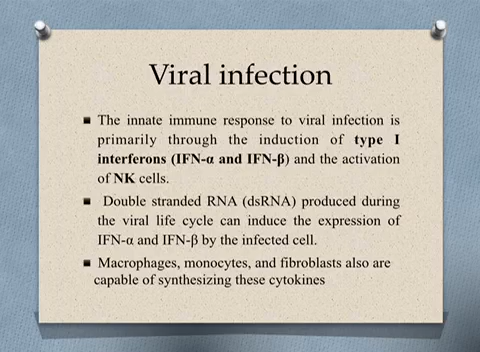 Viral infection
The innate immune response to viral infection is
primarily through the induction of type I
interferons (IFN-α and IFN-β) and the activation
of NK cells.
Double stranded RNA (dsRNA) produced during
the viral life cycle can induce the expression of
IFN-α and IFN-β by the infected cell.
Macrophages, monocytes, and fibroblasts also are
capable of synthesizing these cytokines